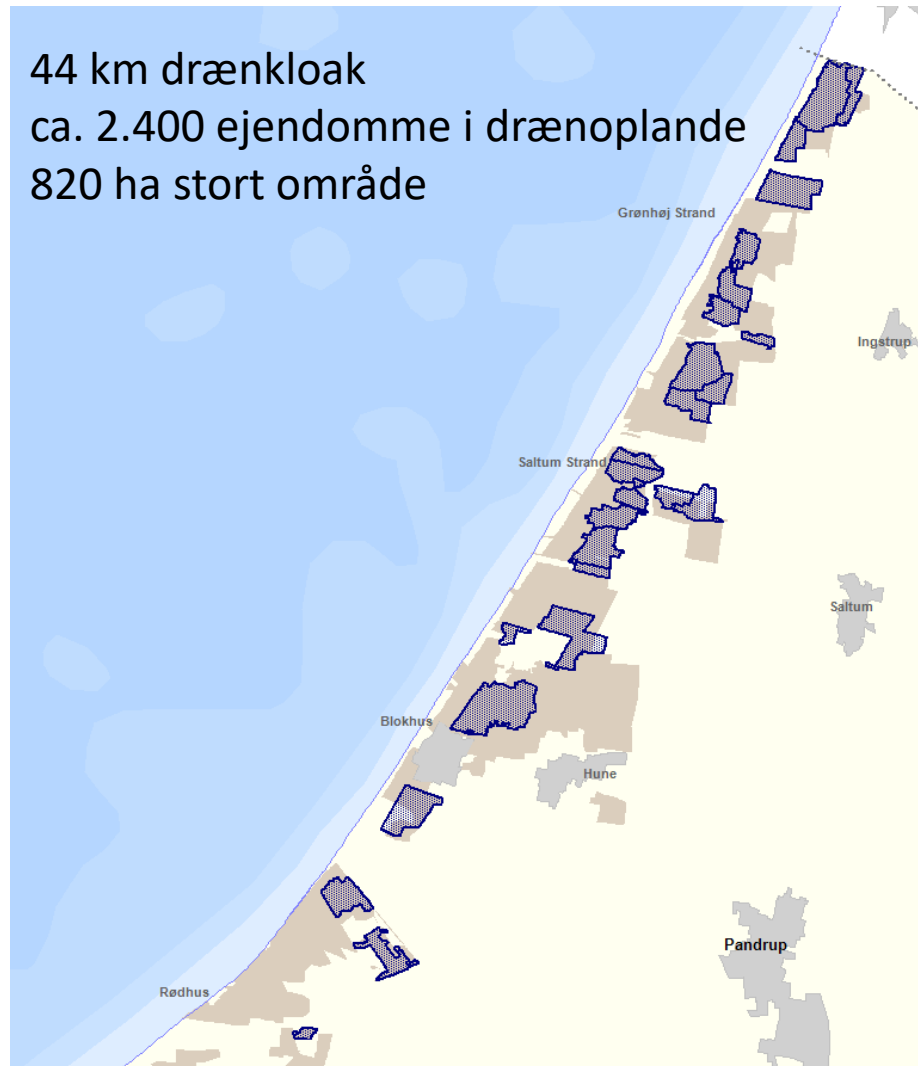 44 km drænkloak
ca. 2.400 ejendomme i drænoplande
820 ha stort område
Grønhøj Strand
Ingstrup
Saltum Strand
Saltum
Blokhus
Hune
Pandrup
Rødhus